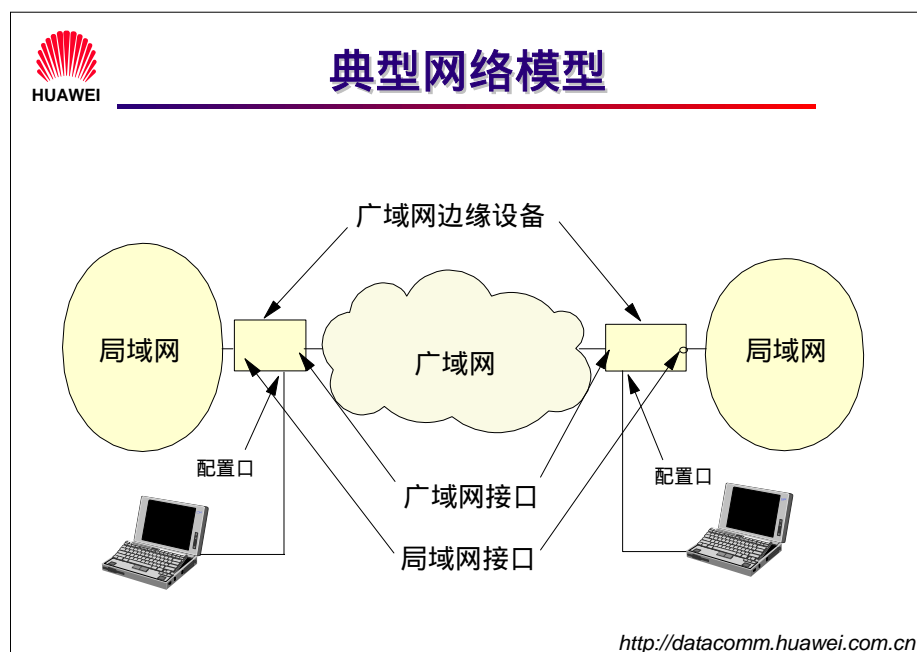 HUAWEI
典型网络模型
广域网边缘设备
局域网
广域网
局域网
配置口
配置口
广域网接口
局域网接口
http://datacomm.huawei.com.cn